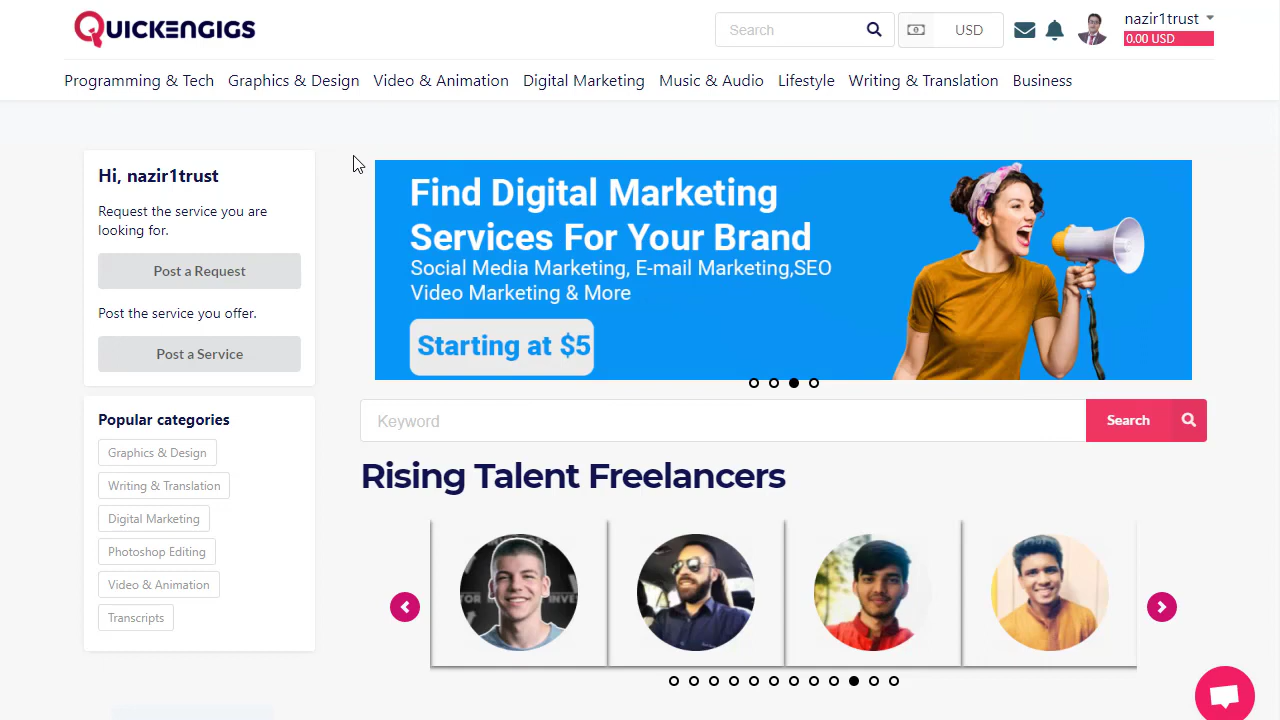 QUICKENGIGS
Search
USD
nazir1trust
0.00 USD
Programming & Tech
Graphics & Design
Video & Animation
Digital Marketing
Music & Audio
Lifestyle
Writing & Translation
Business
Hi, nazir1trust
Request the service you are
looking for.
Post a Request
Post the service you offer.
Post a Service
Popular categories
Graphics & Design
Writing & Translation
Digital Marketing
Photoshop Editing
Video & Animation
Transcripts
Find Digital Marketing
Services For Your Brand
Social Media Marketing, E-mail Marketing,SEO
Video Marketing & More
Starting at $5
Keyword
Search
Rising Talent Freelancers